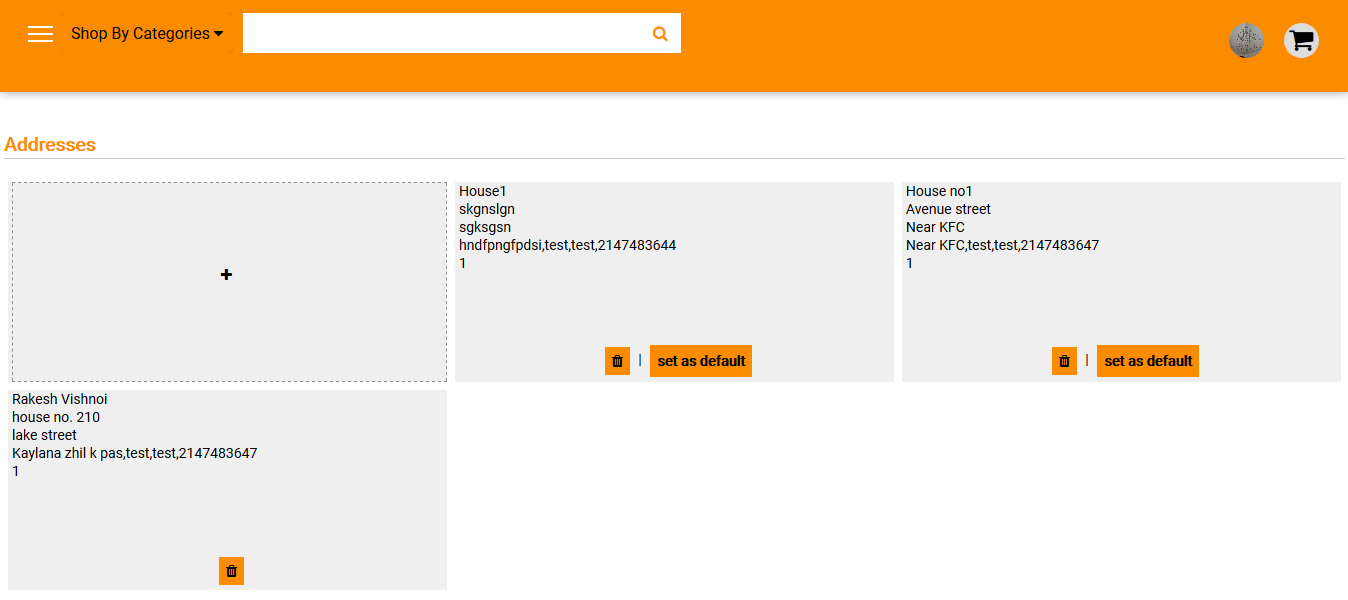 Shop By Categories
Addresses
House1
skgnslgn
sgksgsn
hndfpngfpdsi,test,test,2147483644
1
| set as default
House no1
Avenue street
Near KFC
Near KFC,test,test,2147483647
1
| set as default
Rakesh Vishnoi
house no. 210
lake street
Kaylana zhil k pas,test,test,2147483647
1